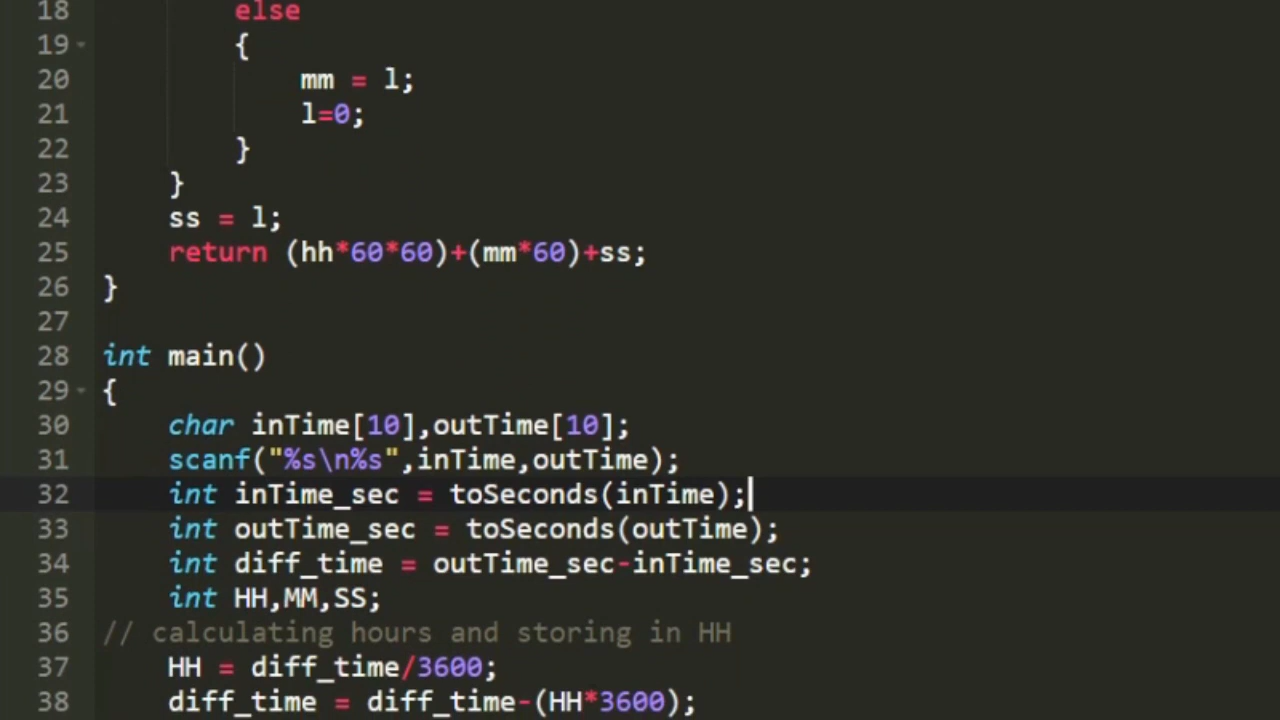 18 else
19 {
20 mm = l;
21 l=0;
22 }
23 }
24 ss = l;
25 return (hh*60*60)+(mm*60)+ss;
26 }
27
28 int main()
29 {
30 char inTime[10],outTime[10];
31 scanf("%s\n%s",inTime,outTime);
32 int inTime_sec = toSeconds(inTime);
33 int outTime_sec = toSeconds(outTime);
34 int diff_time = outTime_sec-inTime_sec;
35 int HH,MM,SS;
36 // calculating hours and storing in HH
37 HH = diff_time/3600;
38 diff_time = diff_time-(HH*3600);